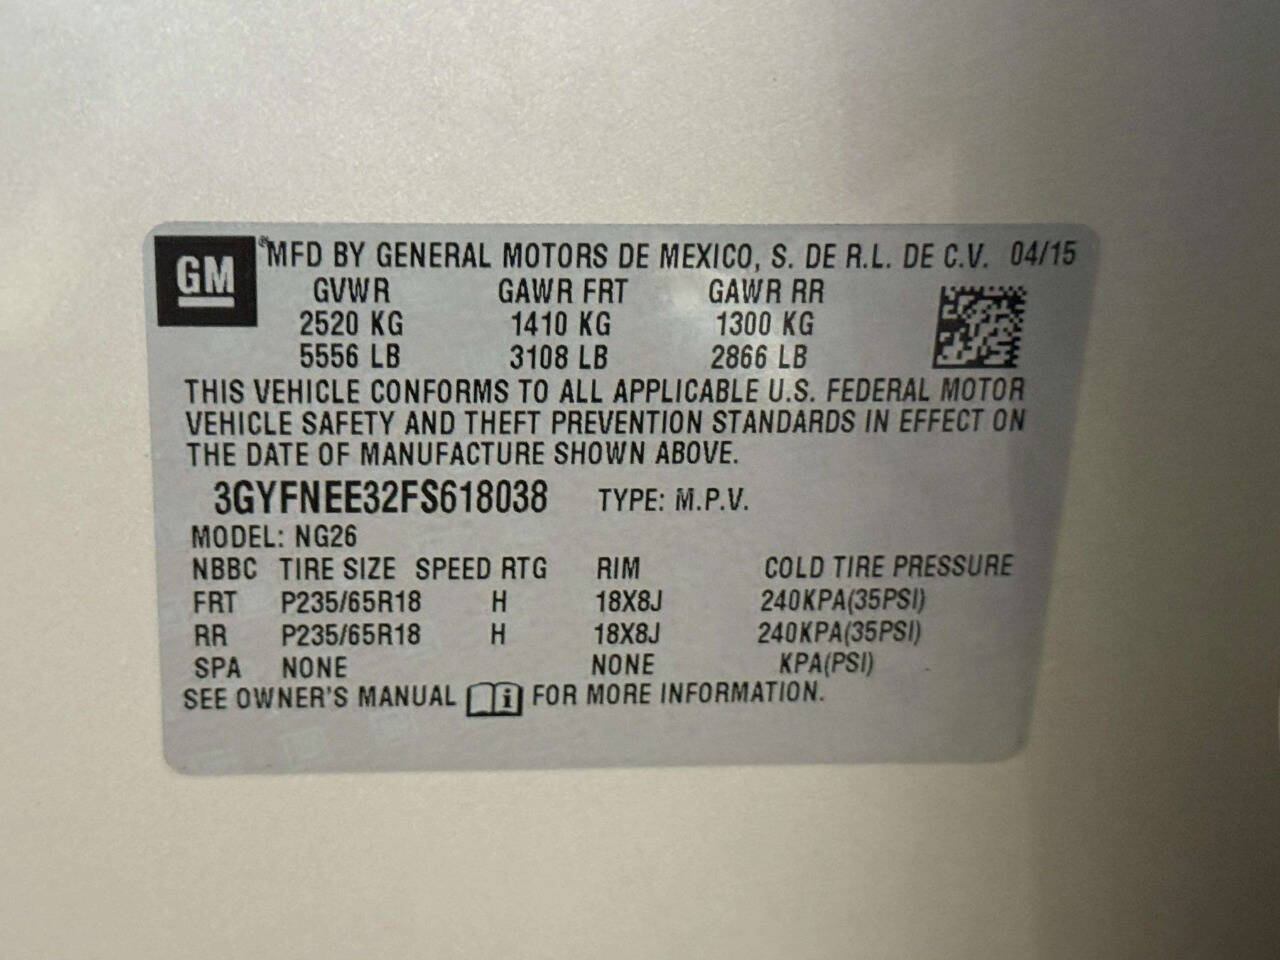 GM
® MFD BY GENERAL MOTORS DE MEXICO, S. DE R.L. DE C.V. 04/15
GVWR GAWR FRT GAWR RR
2520 KG 1410 KG 1300 KG
5556 LB 3108 LB 2866 LB
THIS VEHICLE CONFORMS TO ALL APPLICABLE U.S. FEDERAL MOTOR
VEHICLE SAFETY AND THEFT PREVENTION STANDARDS IN EFFECT ON
THE DATE OF MANUFACTURE SHOWN ABOVE.
3GYFNEE32FS618038 TYPE: M.P.V.
MODEL: NG26
NBBC TIRE SIZE SPEED RTG RIM COLD TIRE PRESSURE
FRT P235/65R18 H 18X8J 240KPA(35PSI)
RR P235/65R18 H 18X8J 240KPA(35PSI)
SPA NONE NONE KPA(PSI)
SEE OWNER'S MANUAL i FOR MORE INFORMATION.